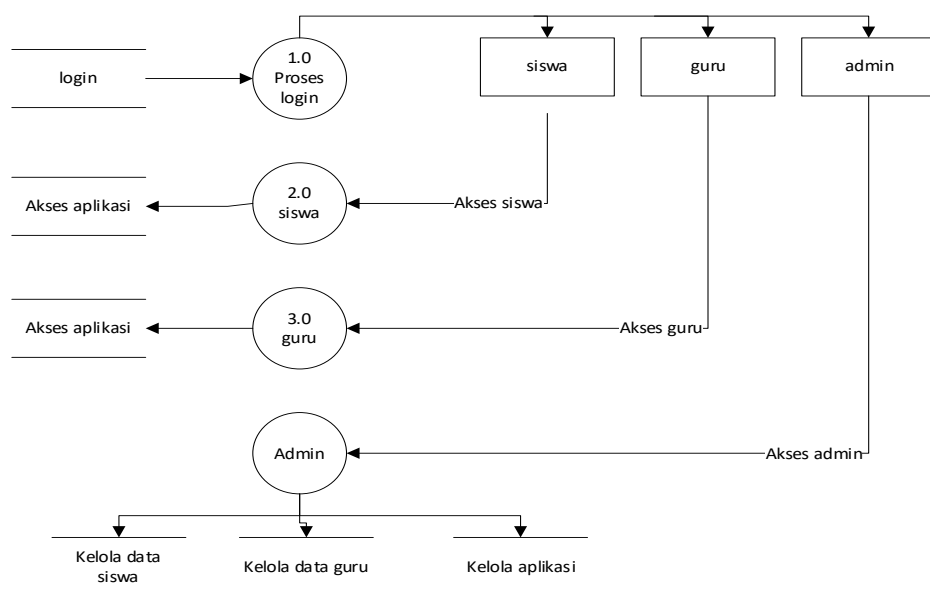 login
1.0
Proses
login
siswa
guru
admin
Akses aplikasi
2.0
siswa
Akses siswa
Akses aplikasi
3.0
guru
Akses guru
Admin
Akses admin
Kelola data
siswa
Kelola data guru
Kelola aplikasi